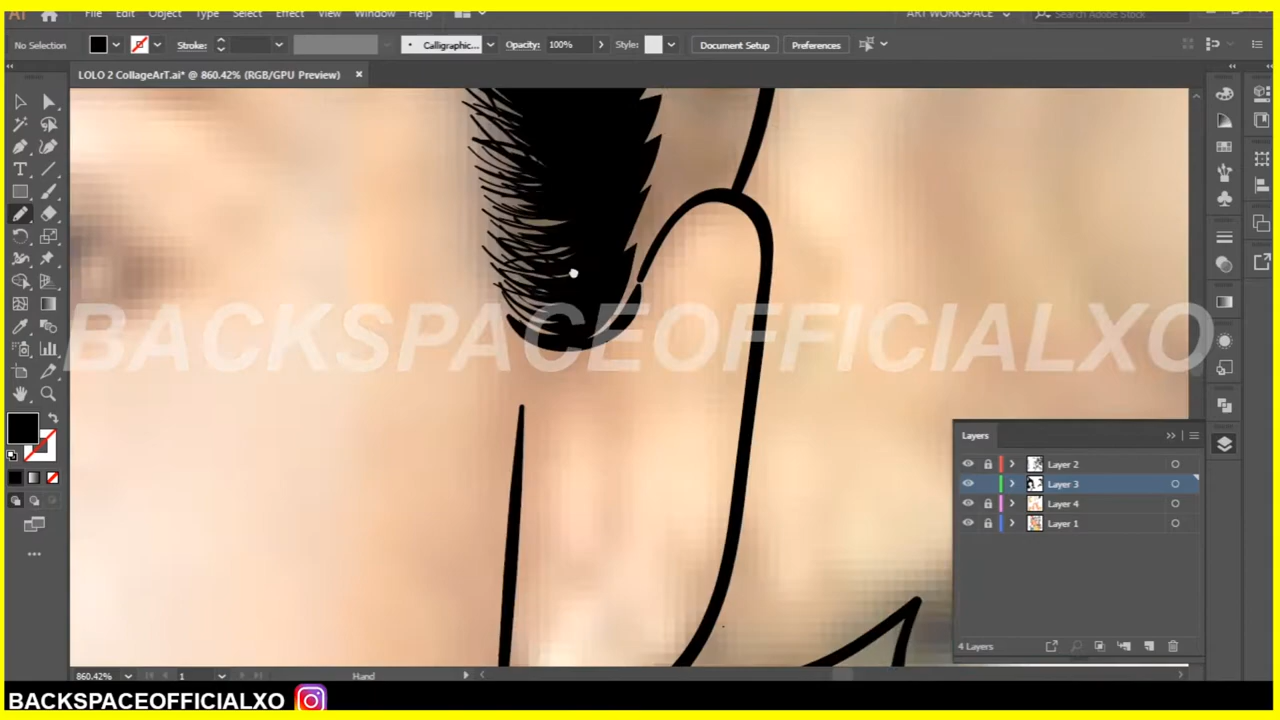 Ai File Edit Object Type Select Effect View Window Help ART WORKSPACE Search Adobe Stock
No Selection Stroke: Calligraphic... Opacity: 100% Style: Document Setup Preferences
LOLO 2 CollageArT.ai* @ 860.42% (RGB/GPU Preview)
BACKSPACEOFFICIALXO
Layers
Layer 2
Layer 3
Layer 4
Layer 1
4 Layers
860.42% 1 Hand
BACKSPACEOFFICIALXO